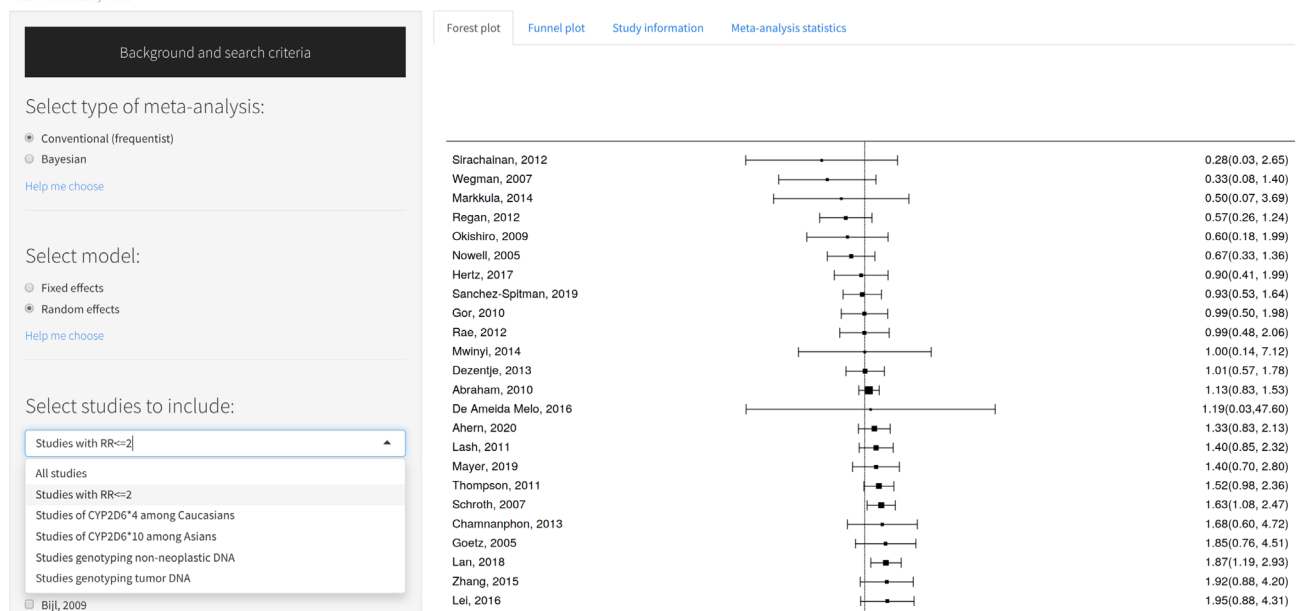 Background and search criteria
Select type of meta-analysis:
Conventional (frequentist)
Bayesian
Help me choose
Select model:
Fixed effects
Random effects
Help me choose
Select studies to include:
Studies with RR<=2
All studies
Studies with RR<=2
Studies of CYP2D6*4 among Caucasians
Studies of CYP2D6*10 among Asians
Studies genotyping non-neoplastic DNA
Studies genotyping tumor DNA
Bijl, 2009
Forest plot Funnel plot Study information Meta-analysis statistics
Sirachainan, 2012 0.28(0.03, 2.65)
Wegman, 2007 0.33(0.08, 1.40)
Markkula, 2014 0.50(0.07, 3.69)
Regan, 2012 0.57(0.26, 1.24)
Okishiro, 2009 0.60(0.18, 1.99)
Nowell, 2005 0.67(0.33, 1.36)
Hertz, 2017 0.90(0.41, 1.99)
Sanchez-Spitman, 2019 0.93(0.53, 1.64)
Gor, 2010 0.99(0.50, 1.98)
Rae, 2012 0.99(0.48, 2.06)
Mwinyi, 2014 1.00(0.14, 7.12)
Dezentje, 2013 1.01(0.57, 1.78)
Abraham, 2010 1.13(0.83, 1.53)
De Ameida Melo, 2016 1.19(0.03,47.60)
Ahern, 2020 1.33(0.83, 2.13)
Lash, 2011 1.40(0.85, 2.32)
Mayer, 2019 1.40(0.70, 2.80)
Thompson, 2011 1.52(0.98, 2.36)
Schroth, 2007 1.63(1.08, 2.47)
Chamnanphon, 2013 1.68(0.60, 4.72)
Goetz, 2005 1.85(0.76, 4.51)
Lan, 2018 1.87(1.19, 2.93)
Zhang, 2015 1.92(0.88, 4.20)
Lei, 2016 1.95(0.88, 4.31)